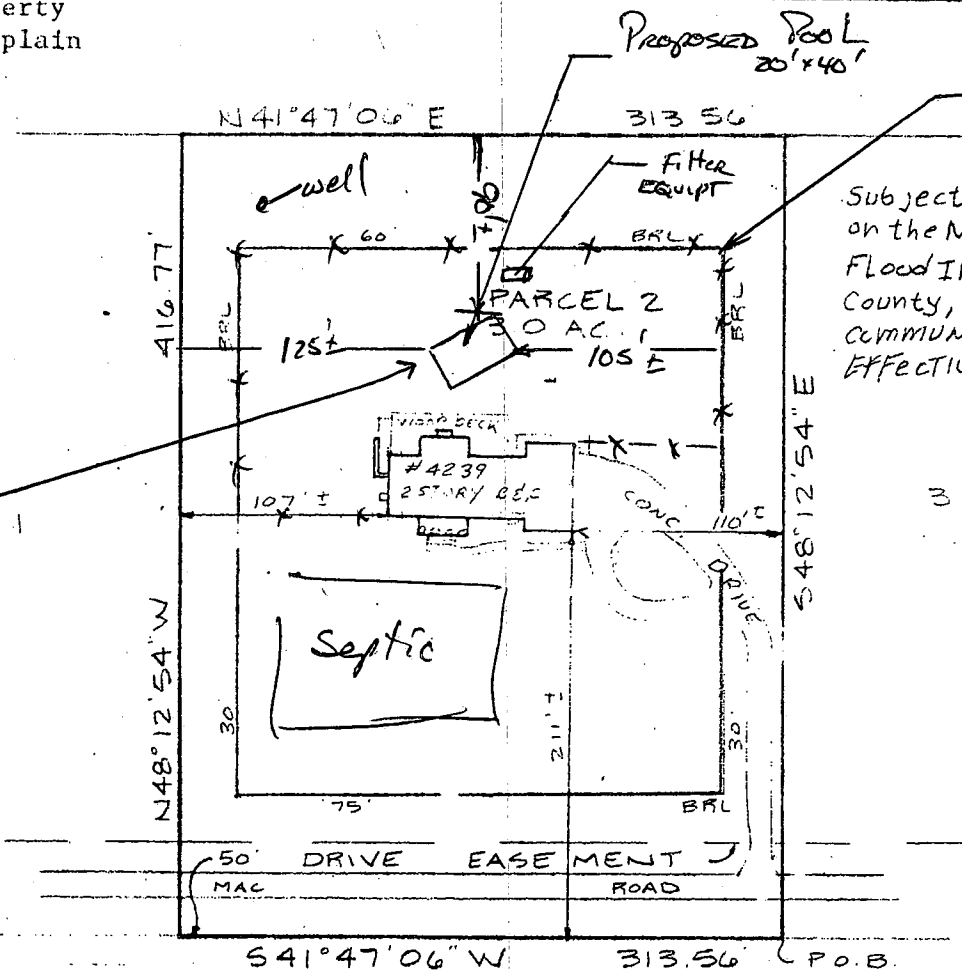 erty
plain
PROPOSED POOL
20'x40'
N41°47'06" E
313.56
well
Filter
EQUIPT
Subject
on the N
Flood I
County,
COMMUN
EFFECTIV
60'
BRL
416.77'
BRL
BRL
PARCEL 2
3.0 AC.
125'±
105'±
S48°12'54" E
WOOD DECK
#4239
2 STORY B&F
107'±
110'±
CONC
DRIVE
1
3
N48°12'54" W
Septic
30'
211'±
30'
75'
BRL
50' DRIVE EASEMENT
MAC ROAD
S41°47'06" W
313.56'
P.O.B.